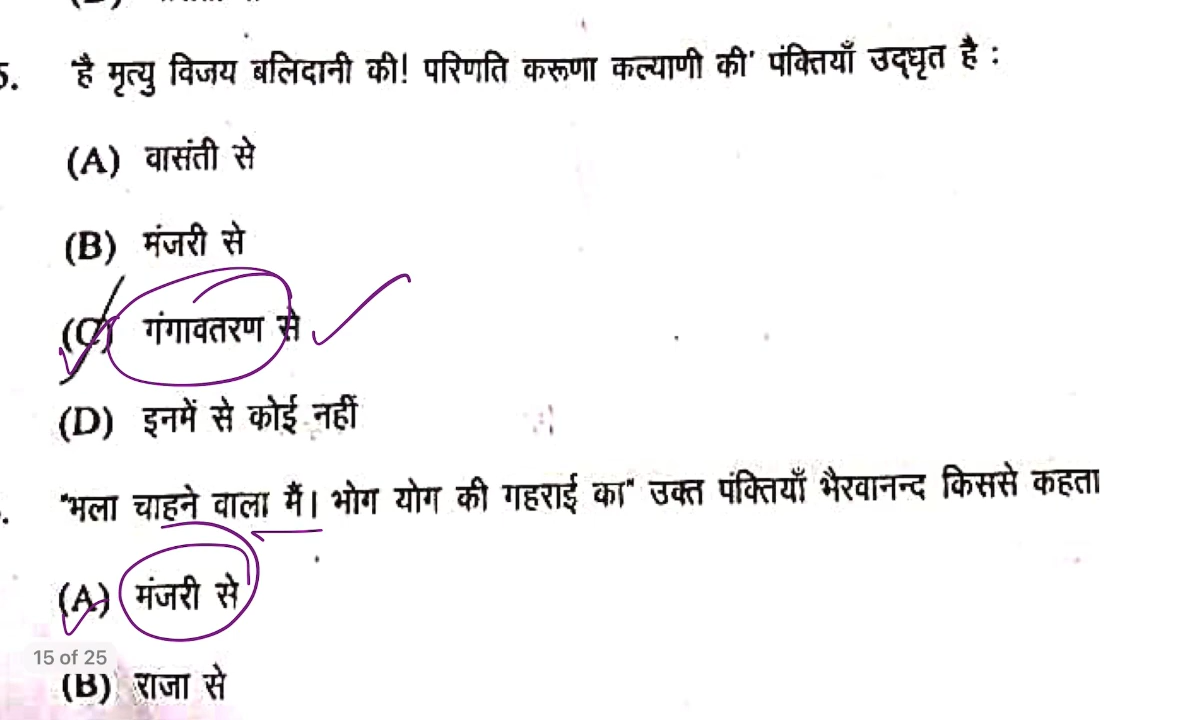 5. 'है मृत्यु विजय बलिदानी की! परिणति करूणा कल्याणी की' पंक्तियाँ उद्धृत है :
(A) वासंती से
(B) मंजरी से
(C) गंगावतरण से
(D) इनमें से कोई नहीं
"भला चाहने वाला मैं। भोग योग की गहराई का" उक्त पंक्तियाँ भैरवानन्द किससे कहता
(A) मंजरी से
15 of 25
(B) राजा से